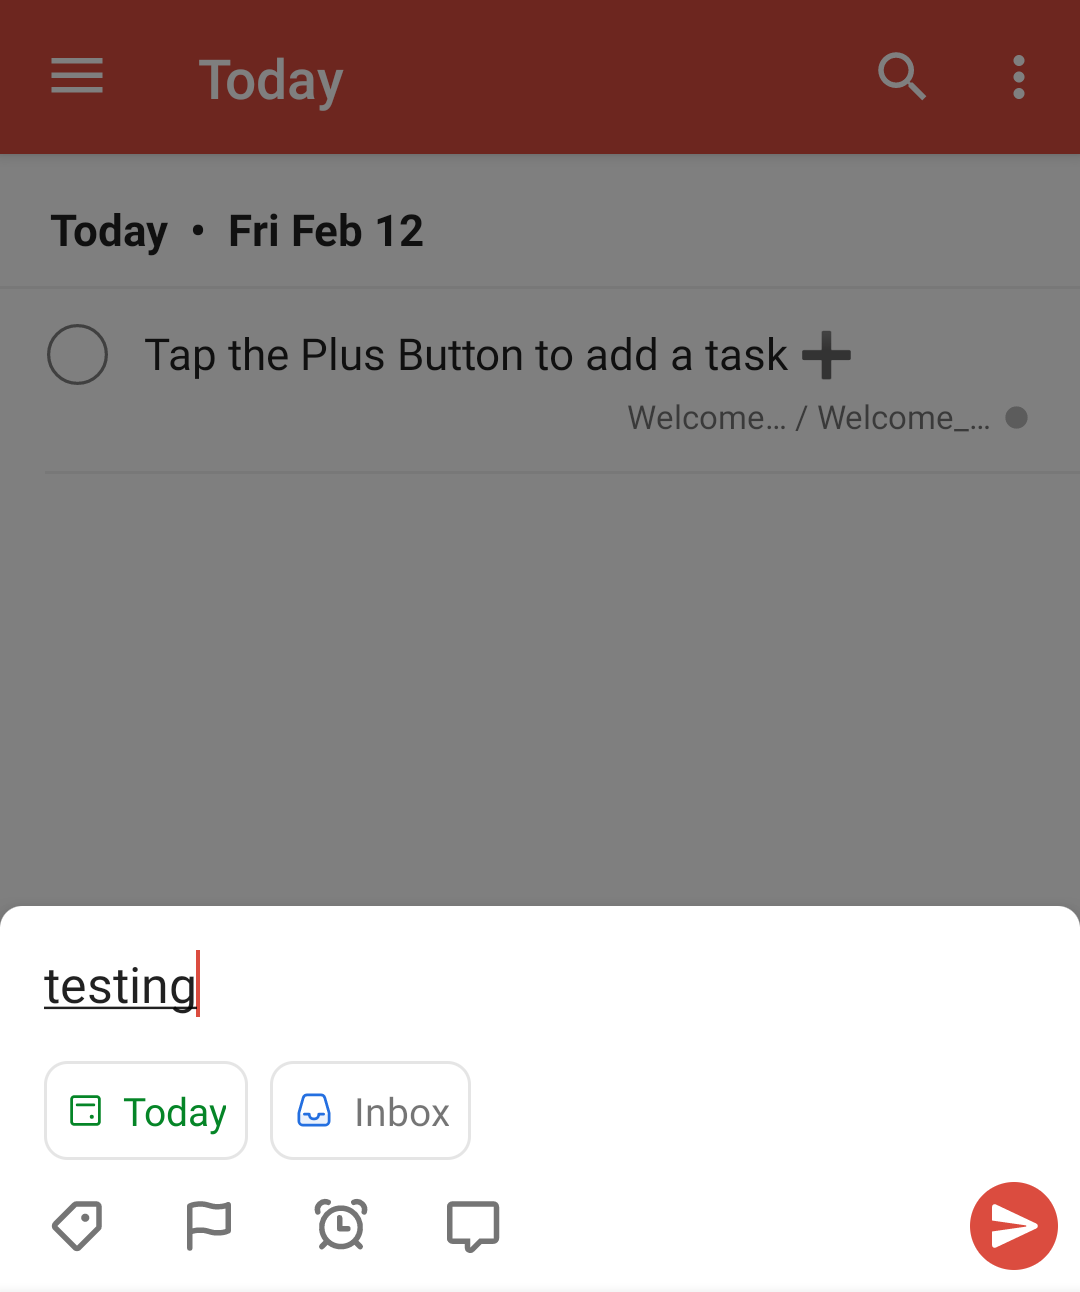 Today
Today • Fri Feb 12
Tap the Plus Button to add a task ➕
Welcome... / Welcome_...
testing
Today
Inbox